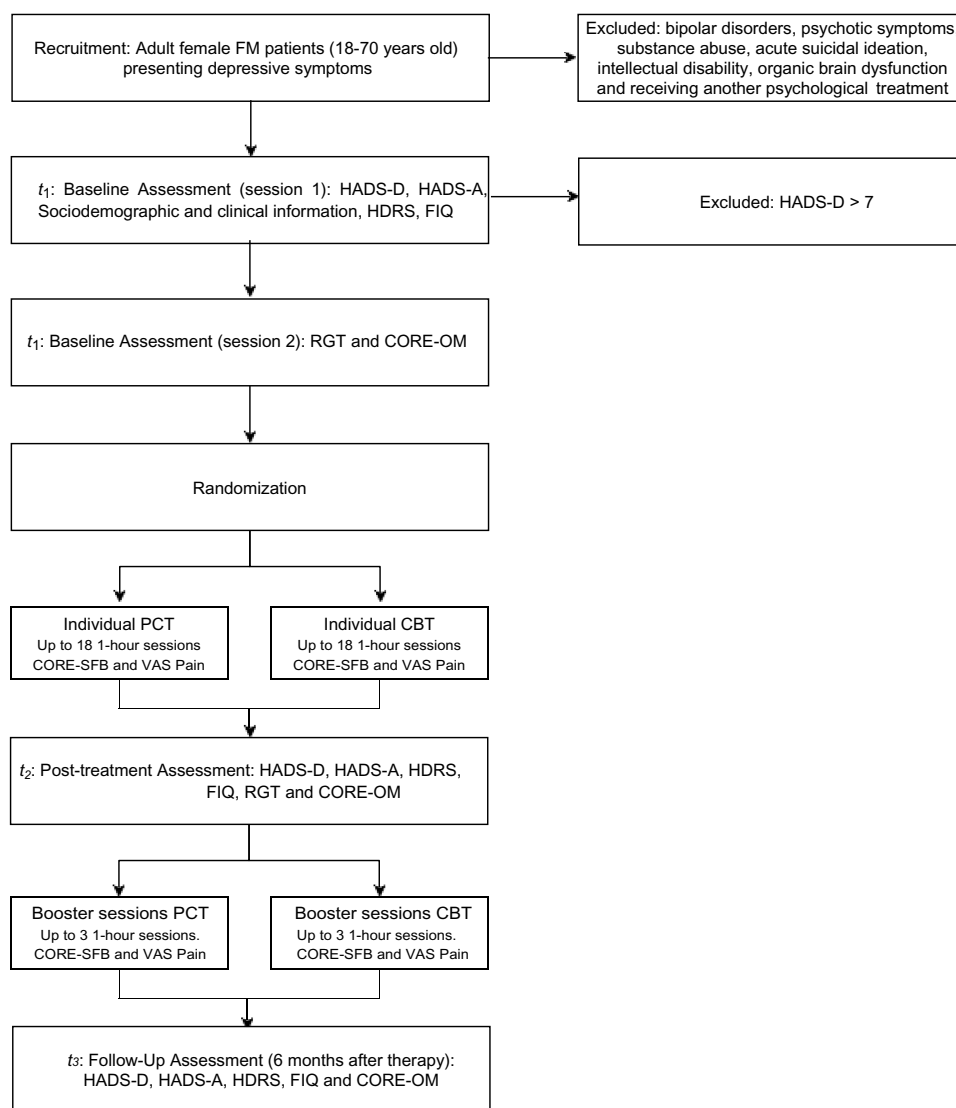 Recruitment: Adult female FM patients (18-70 years old)
presenting depressive symptoms
Excluded: bipolar disorders, psychotic symptoms
substance abuse, acute suicidal ideation,
intellectual disability, organic brain dysfunction
and receiving another psychological treatment
t1: Baseline Assessment (session 1): HADS-D, HADS-A,
Sociodemographic and clinical information, HDRS, FIQ
Excluded: HADS-D > 7
t1: Baseline Assessment (session 2): RGT and CORE-OM
Randomization
Individual PCT
Up to 18 1-hour sessions
CORE-SFB and VAS Pain
Individual CBT
Up to 18 1-hour sessions
CORE-SFB and VAS Pain
t2: Post-treatment Assessment: HADS-D, HADS-A, HDRS,
FIQ, RGT and CORE-OM
Booster sessions PCT
Up to 3 1-hour sessions.
CORE-SFB and VAS Pain
Booster sessions CBT
Up to 3 1-hour sessions.
CORE-SFB and VAS Pain
t3: Follow-Up Assessment (6 months after therapy):
HADS-D, HADS-A, HDRS, FIQ and CORE-OM